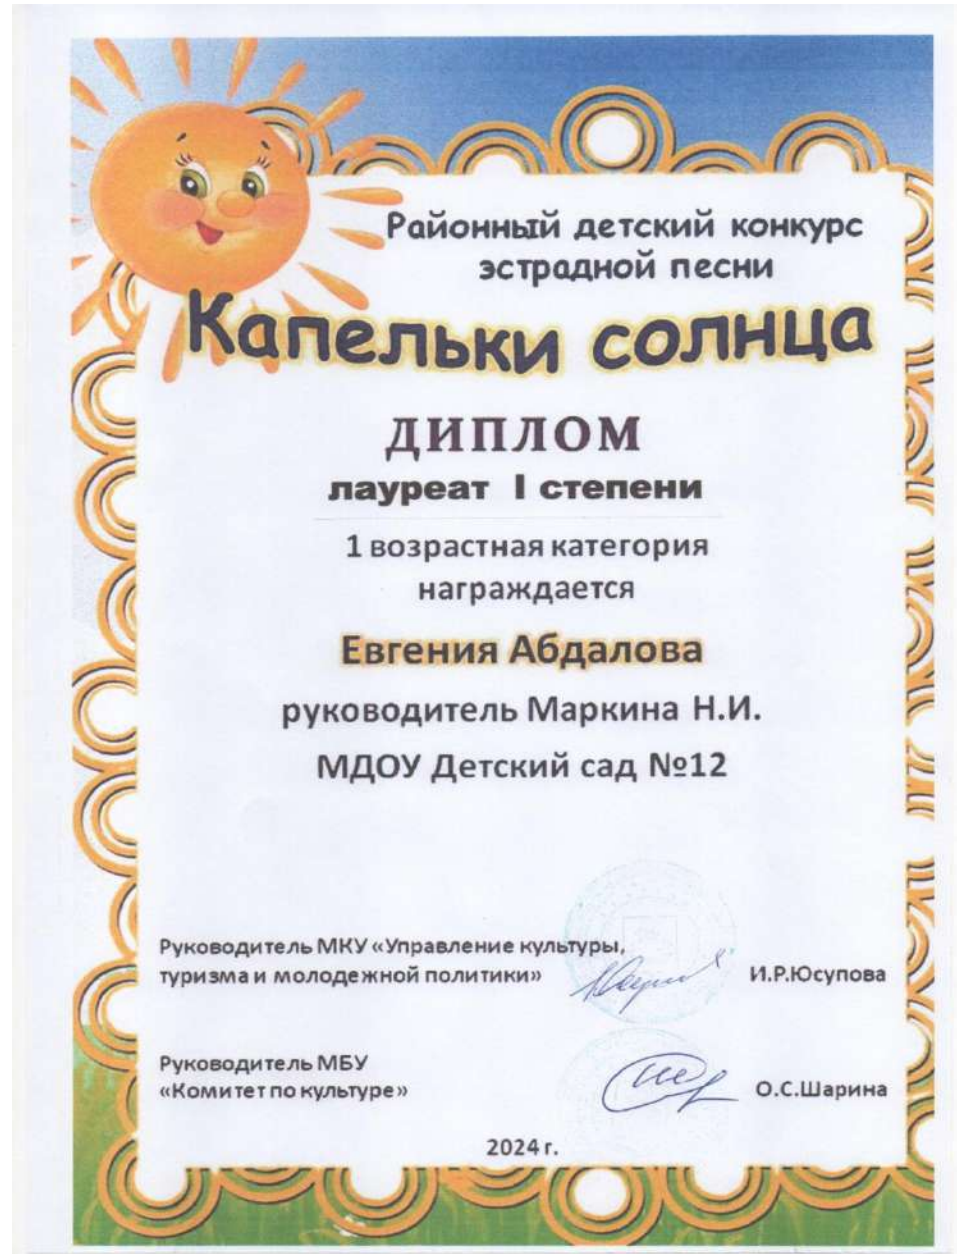 Районный детский конкурс
эстрадной песни
Капельки солнца
ДИПЛОМ
лауреат I степени
1 возрастная категория
награждается
Евгения Абдалова
руководитель Маркина Н.И.
МДОУ Детский сад №12
Руководитель МКУ «Управление культуры,
туризма и молодежной политики»
И.Р.Юсупова
Руководитель МБУ
«Комитет по культуре»
О.С.Шарина
2024 г.